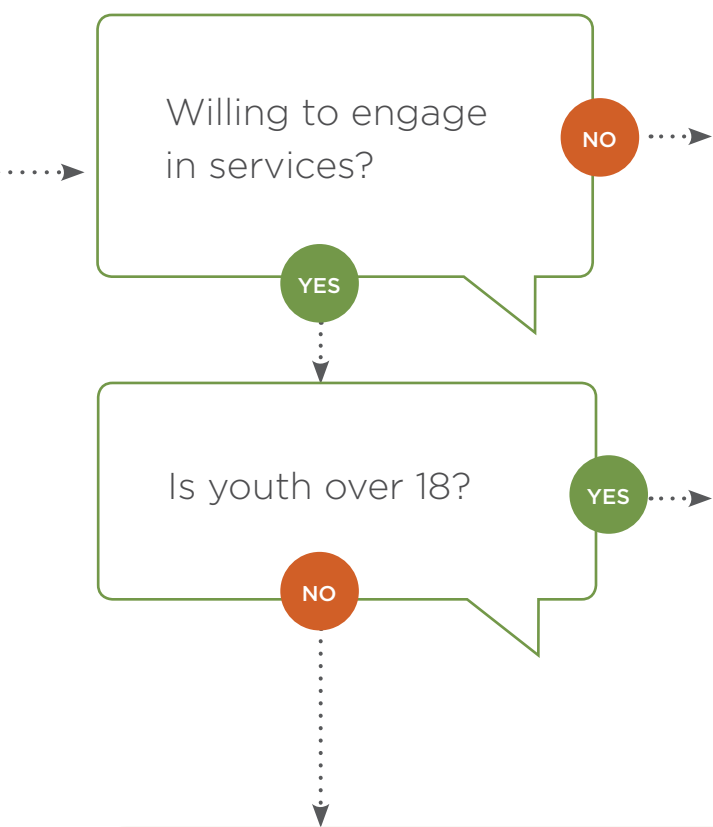 Willing to engage
in services?
NO
YES
Is youth over 18?
YES
NO